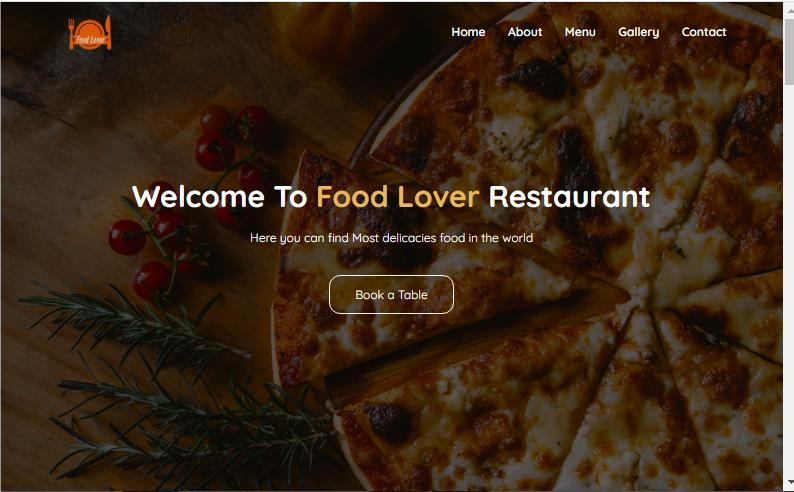 Food Lover
Home About Menu Gallery Contact
Welcome To Food Lover Restaurant
Here you can find Most delicacies food in the world
Book a Table